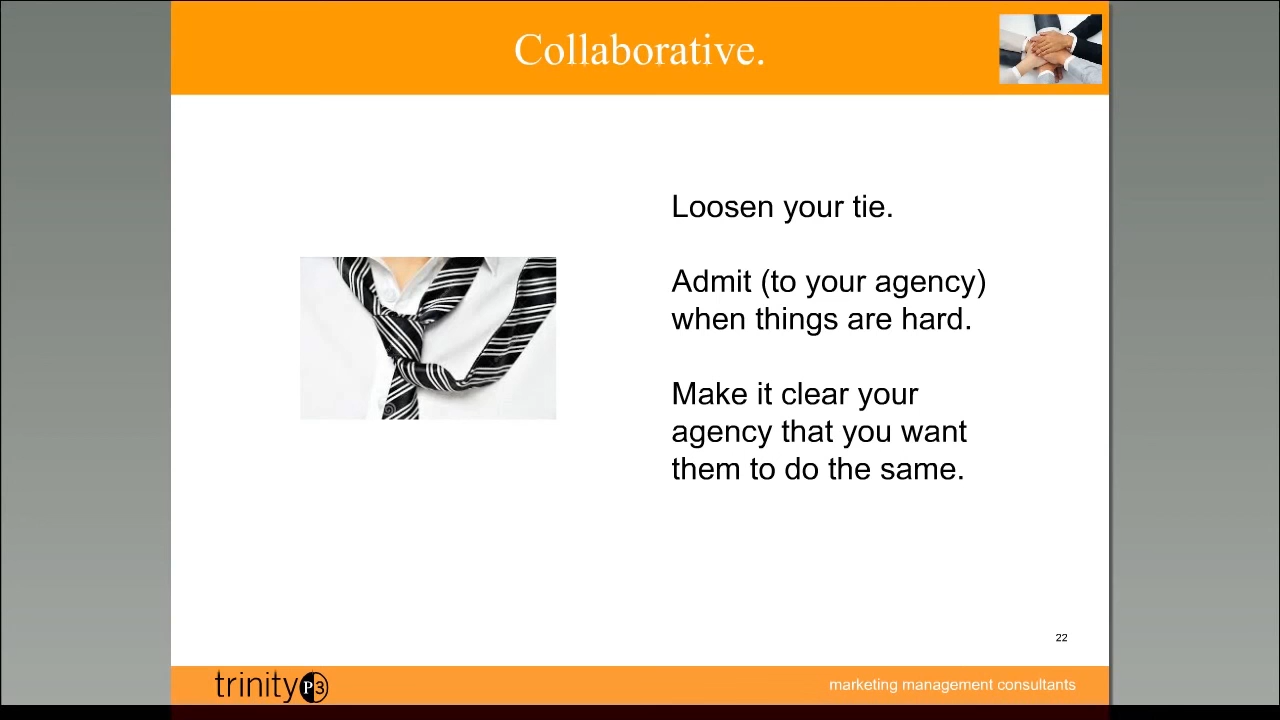 Collaborative.
Loosen your tie.
Admit (to your agency)
when things are hard.
Make it clear your
agency that you want
them to do the same.
22
trinity P3
marketing management consultants